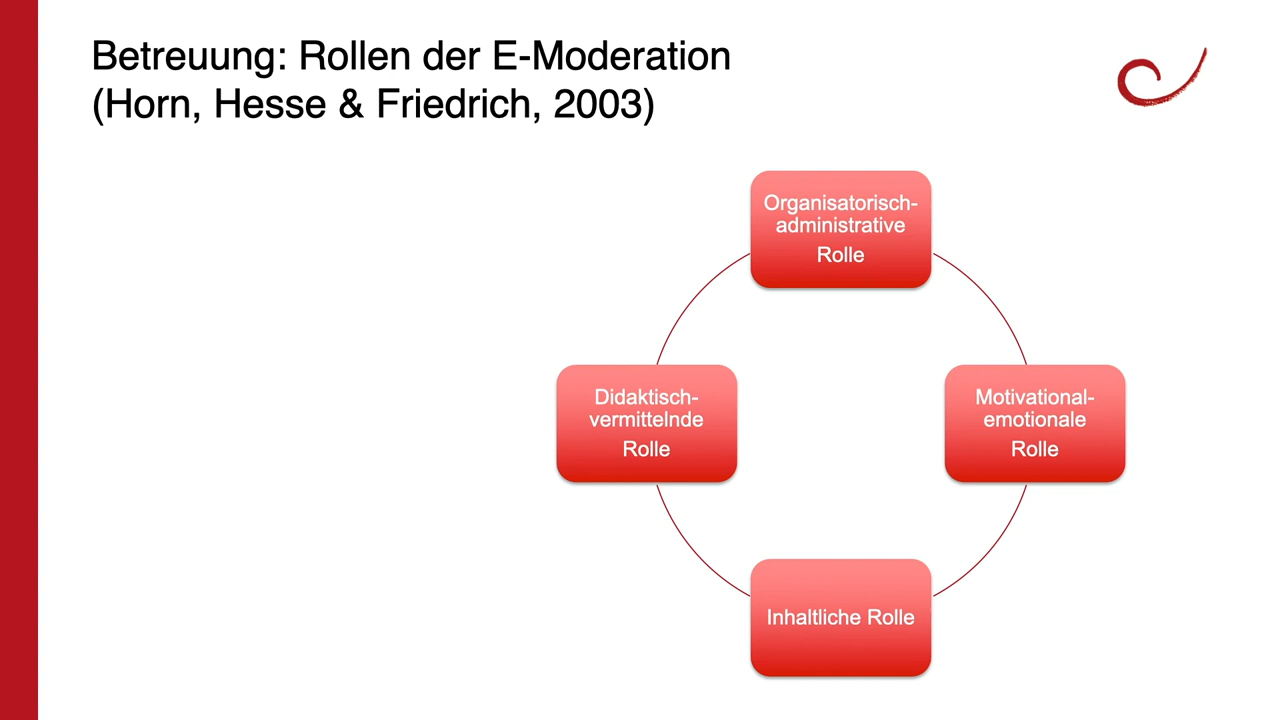 Betreuung: Rollen der E-Moderation
(Horn, Hesse & Friedrich, 2003)
Organisatorisch-
administrative
Rolle
Didaktisch-
vermittelnde
Rolle
Motivational-
emotionale
Rolle
Inhaltliche Rolle